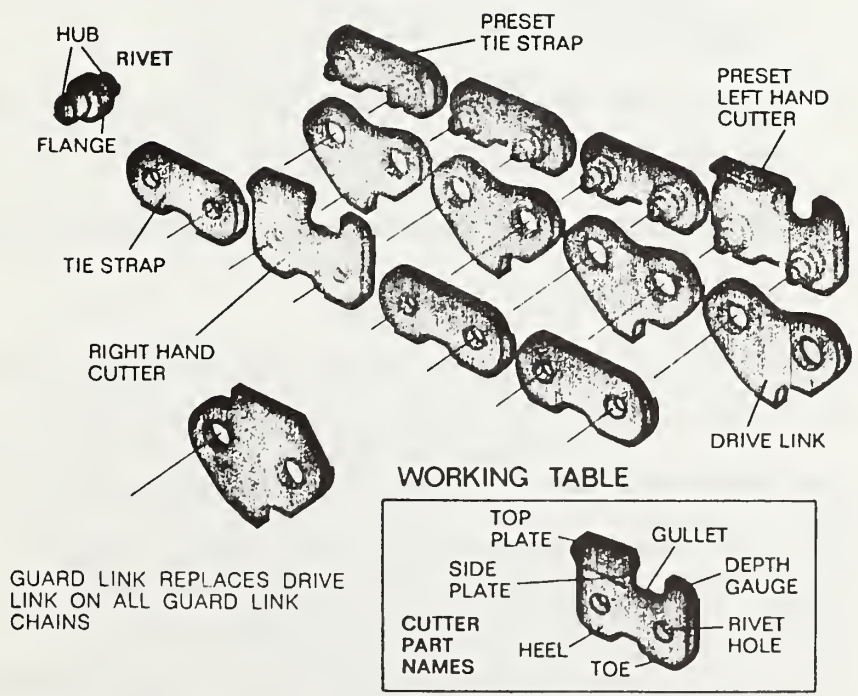 HUB
RIVET
FLANGE
PRESET
TIE STRAP
PRESET
LEFT HAND
CUTTER
TIE STRAP
RIGHT HAND
CUTTER
DRIVE LINK
GUARD LINK REPLACES DRIVE
LINK ON ALL GUARD LINK
CHAINS
WORKING TABLE
TOP
PLATE
GULLET
SIDE
PLATE
DEPTH
GAUGE
CUTTER
PART
NAMES
HEEL
TOE
RIVET
HOLE